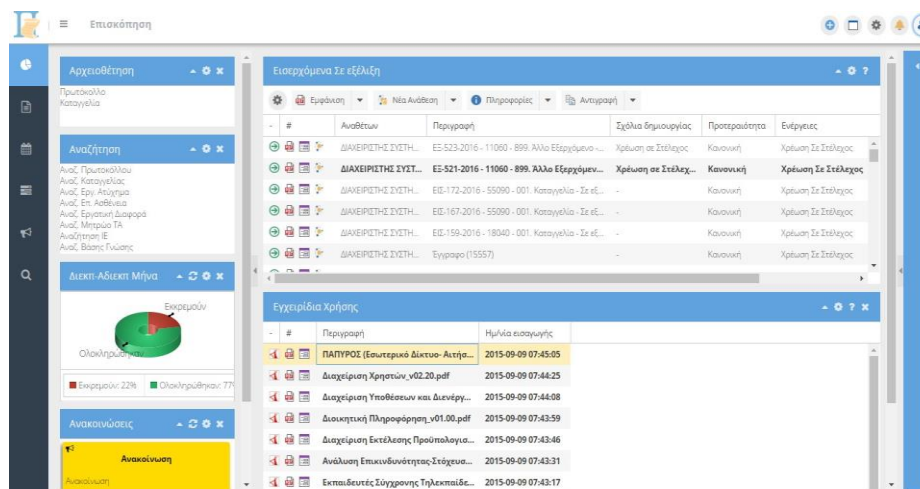 Επισκόπηση
Αρχειοθέτηση
Πρωτόκολλο
Καταγγελία
Αναζήτηση
Αναζ. Πρωτοκόλλου
Αναζ. Καταγγελίας
Αναζ. Εργ. Ατύχημα
Αναζ. Επ. Ασθένεια
Αναζ. Εργατική Διαφορά
Αναζ. Μητρώο ΤΑ
Αναζήτηση ΙΕ
Αναζ. Βάσης Γνώσης
Διεκπ-Αδιεκπ Μήνα
Εκκρεμούν
Ολοκληρώθηκαν
Εκκρεμούν: 22% Ολοκληρώθηκαν: 77%
Ανακοινώσεις
Ανακοίνωση
Ανακοίνωση
Εισερχόμενα Σε εξέλιξη
Εμφάνιση Νέα Ανάθεση Πληροφορίες Αντιγραφή
- # Αναθέτων Περιγραφή Σχόλια δημιουργίας Προτεραιότητα Ενέργειες
ΔΙΑΧΕΙΡΙΣΤΗΣ ΣΥΣΤΗ... ΕΞ-523-2016 - 11060 - 899. Άλλο Εξερχόμενο -... Χρέωση σε Στέλεχος Κανονική Χρέωση Σε Στέλεχος
ΔΙΑΧΕΙΡΙΣΤΗΣ ΣΥΣΤ... ΕΞ-521-2016 - 11060 - 899. Άλλο Εξερχόμεν... Χρέωση σε Στέλεχ... Κανονική Χρέωση Σε Στέλεχος
ΔΙΑΧΕΙΡΙΣΤΗΣ ΣΥΣΤΗ... ΕΙΣ-172-2016 - 55090 - 001. Καταγγελία - Σε εξ... - Κανονική Χρέωση Σε Στέλεχος
ΔΙΑΧΕΙΡΙΣΤΗΣ ΣΥΣΤΗ... ΕΙΣ-167-2016 - 55090 - 001. Καταγγελία - Σε εξ... - Κανονική Χρέωση Σε Στέλεχος
ΔΙΑΧΕΙΡΙΣΤΗΣ ΣΥΣΤΗ... ΕΙΣ-159-2016 - 18040 - 001. Καταγγελία - Σε εξ... - Κανονική Χρέωση Σε Στέλεχος
ΔΙΑΧΕΙΡΙΣΤΗΣ ΣΥΣΤΗ... Έγγραφο (15557) - Κανονική Χρέωση Σε Στέλεχος
Εγχειρίδια Χρήσης
- # Περιγραφή Ημ/νία εισαγωγής
ΠΑΠΥΡΟΣ (Εσωτερικό Δίκτυο- Αιτήσ... 2015-09-09 07:45:05
Διαχείριση Χρηστών_v02.20.pdf 2015-09-09 07:44:25
Διαχείριση Υποθέσεων και Διενέργ... 2015-09-09 07:44:08
Διοικητική Πληροφόρηση_v01.00.pdf 2015-09-09 07:43:59
Διαχείριση Εκτέλεσης Προϋπολογισ... 2015-09-09 07:43:46
Ανάλυση Επικινδυνότητας-Στόχευσ... 2015-09-09 07:43:31
Εκπαιδευτές Σύγχρονης Τηλεκπαίδε... 2015-09-09 07:43:17